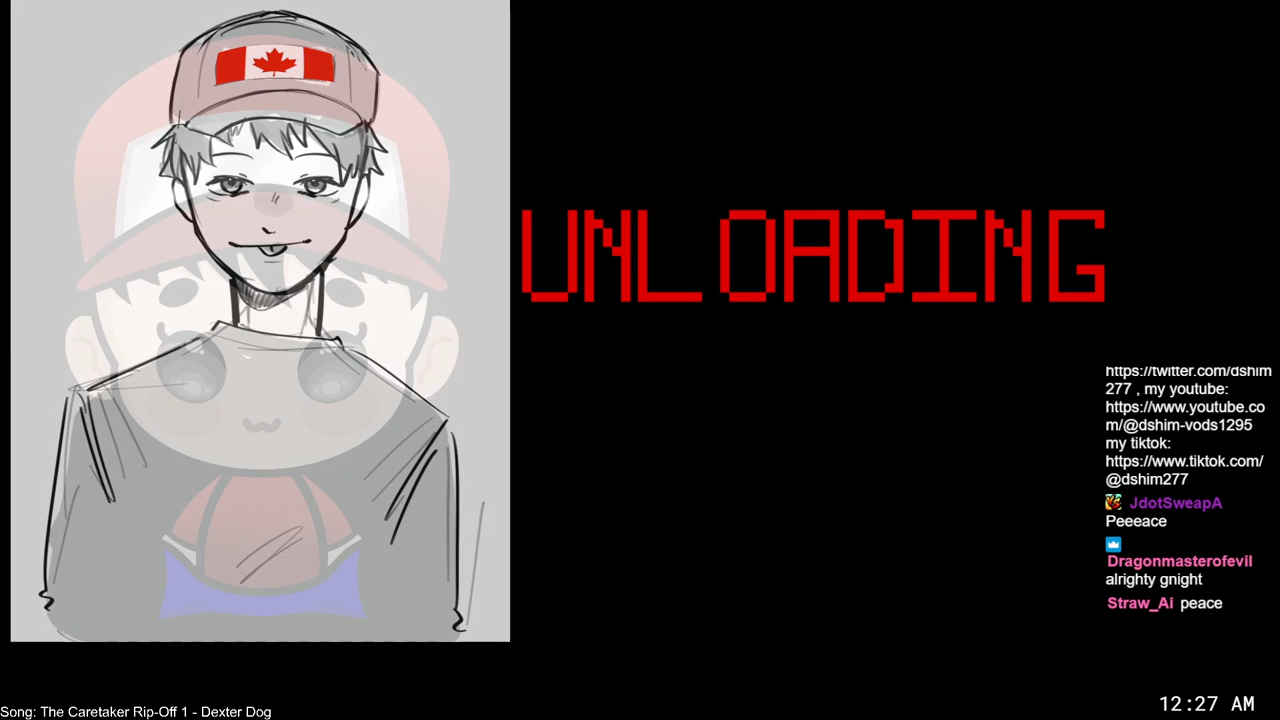 UNLOADING
https://twitter.com/dshim
277 , my youtube:
https://www.youtube.co
m/@dshim-vods1295
my tiktok:
https://www.tiktok.com/
@dshim277
JdotSweapA
Peeeace
Dragonmasterofevil
alrighty gnight
Straw_Ai peace
12:27 AM
Song: The Caretaker Rip-Off 1 - Dexter Dog